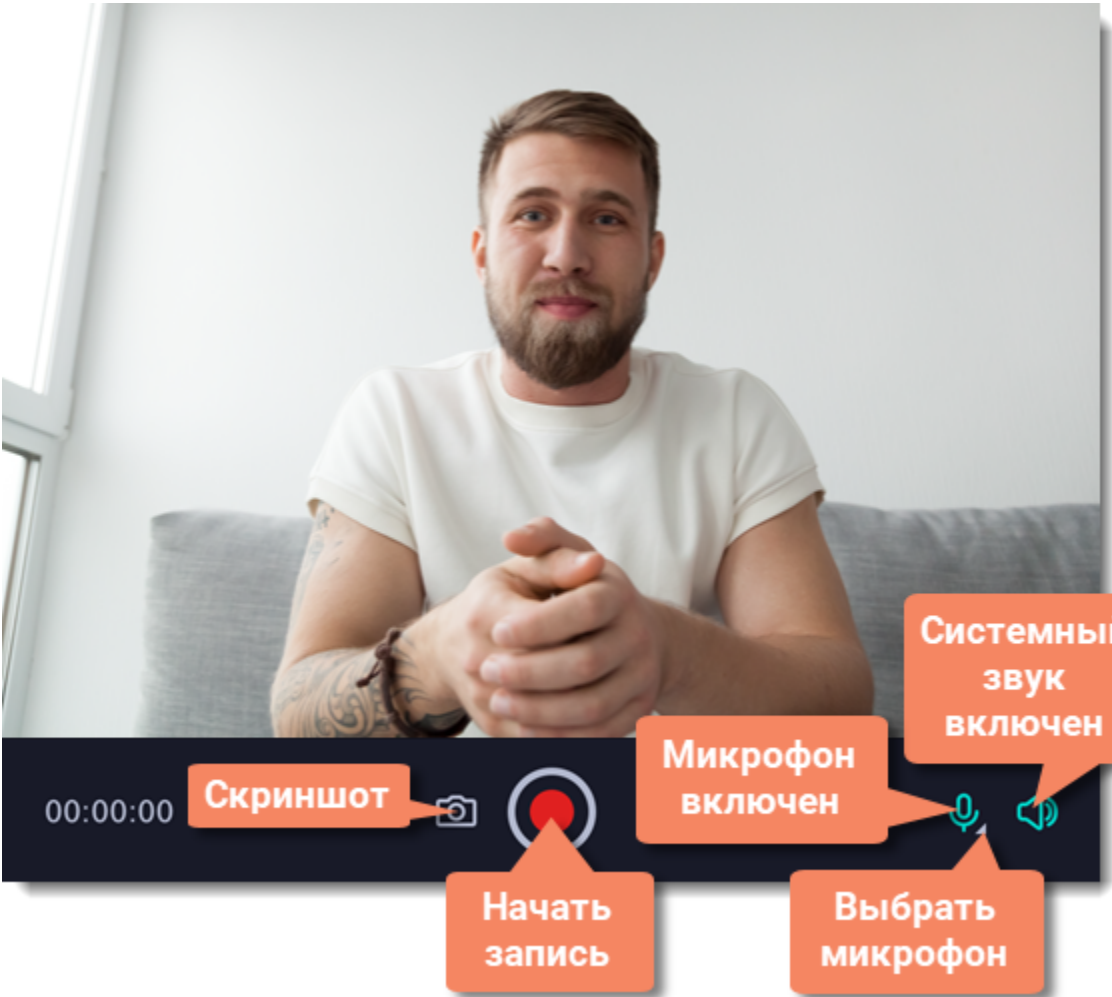 Системны
звук
включен
Микрофон
включен
00:00:00
Скриншот
Начать
запись
Выбрать
микрофон